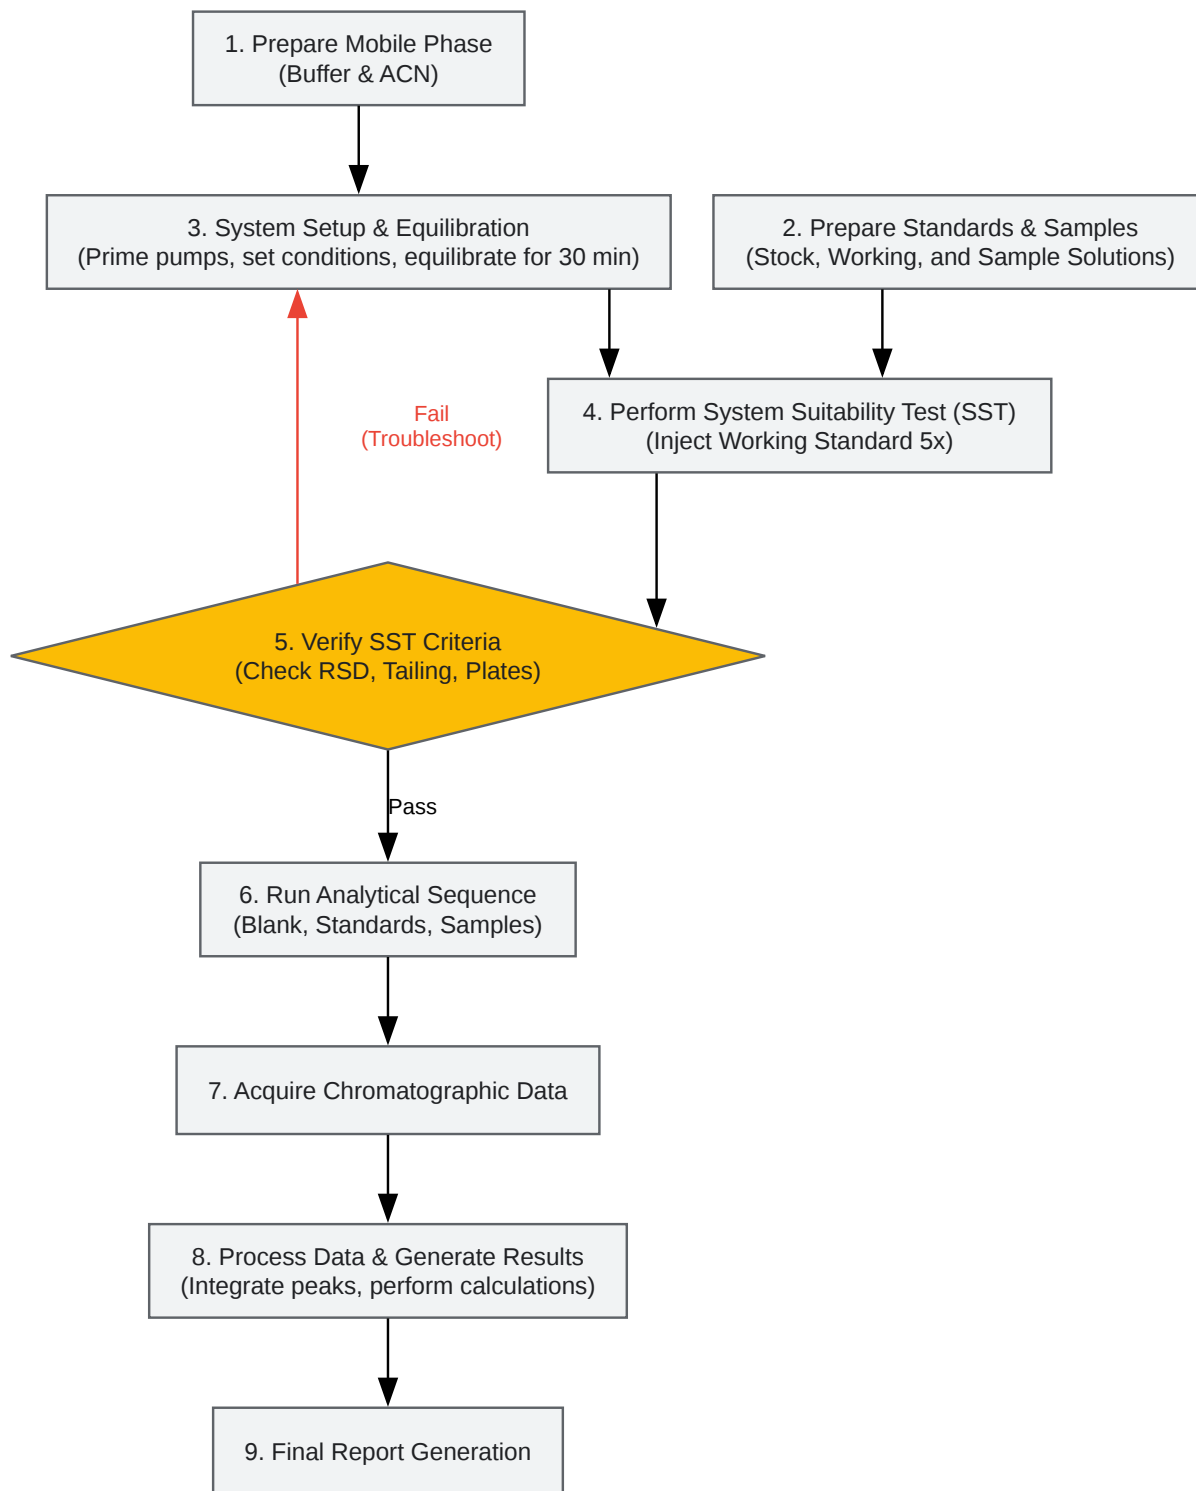 1. Prepare Mobile Phase
(Buffer & ACN)
3. System Setup & Equilibration
(Prime pumps, set conditions, equilibrate for 30 min)
2. Prepare Standards & Samples
(Stock, Working, and Sample Solutions)
Fail
(Troubleshoot)
4. Perform System Suitability Test (SST)
(Inject Working Standard 5x)
5. Verify SST Criteria
(Check RSD, Tailing, Plates)
Pass
6. Run Analytical Sequence
(Blank, Standards, Samples)
7. Acquire Chromatographic Data
8. Process Data & Generate Results
(Integrate peaks, perform calculations)
9. Final Report Generation